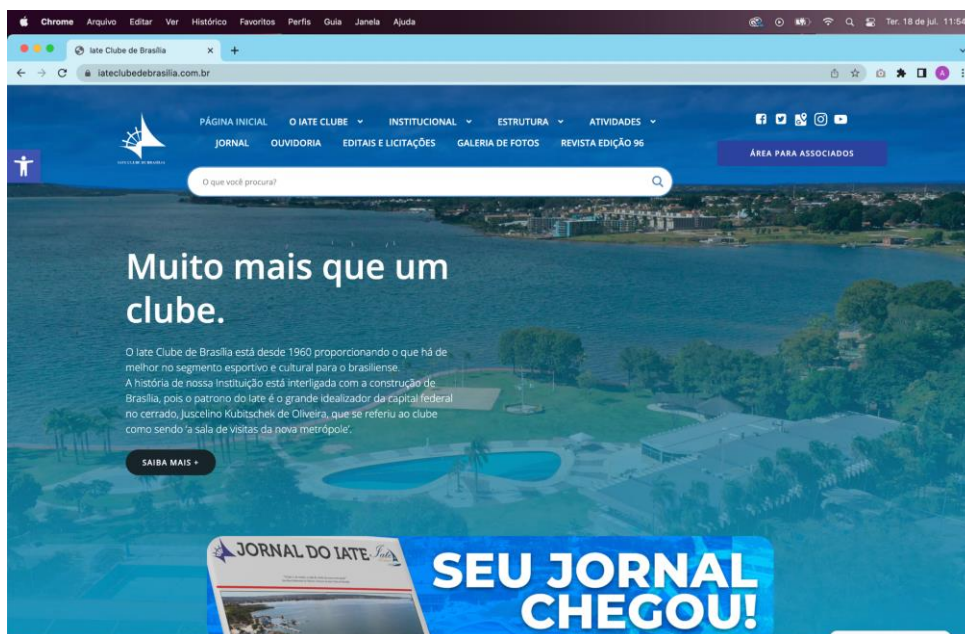 Chrome Arquivo Editar Ver Histórico Favoritos Perfis Guia Janela Ajuda Ter. 18 de jul. 11:54
Iate Clube de Brasília
iateclubedebrasilia.com.br
PÁGINA INICIAL O IATE CLUBE INSTITUCIONAL ESTRUTURA ATIVIDADES
JORNAL OUVIDORIA EDITAIS E LICITAÇÕES GALERIA DE FOTOS REVISTA EDIÇÃO 96
ÁREA PARA ASSOCIADOS
IATE CLUBE DE BRASÍLIA
O que você procura?
Muito mais que um
clube.
O Iate Clube de Brasília está desde 1960 proporcionando o que há de
melhor no segmento esportivo e cultural para o brasiliense.
A história de nossa Instituição está interligada com a construção de
Brasília, pois o patrono do Iate é o grande idealizador da capital federal
no cerrado, Juscelino Kubitschek de Oliveira, que se referiu ao clube
como sendo ‘a sala de visitas da nova metrópole’.
SAIBA MAIS +
JORNAL DO IATE Iate
SEU JORNAL
CHEGOU!